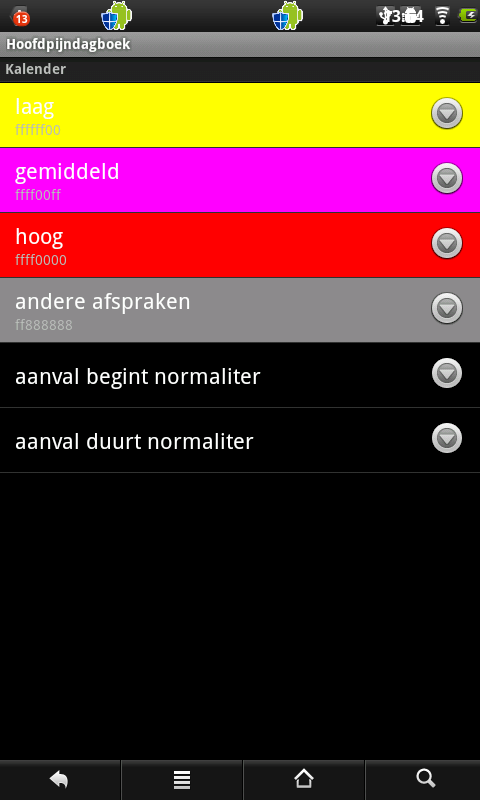 13
Hoofdpijndagboek
Kalender
laag
ffffff00
gemiddeld
ffff00ff
hoog
ffff0000
andere afspraken
ff888888
aanval begint normaliter
aanval duurt normaliter